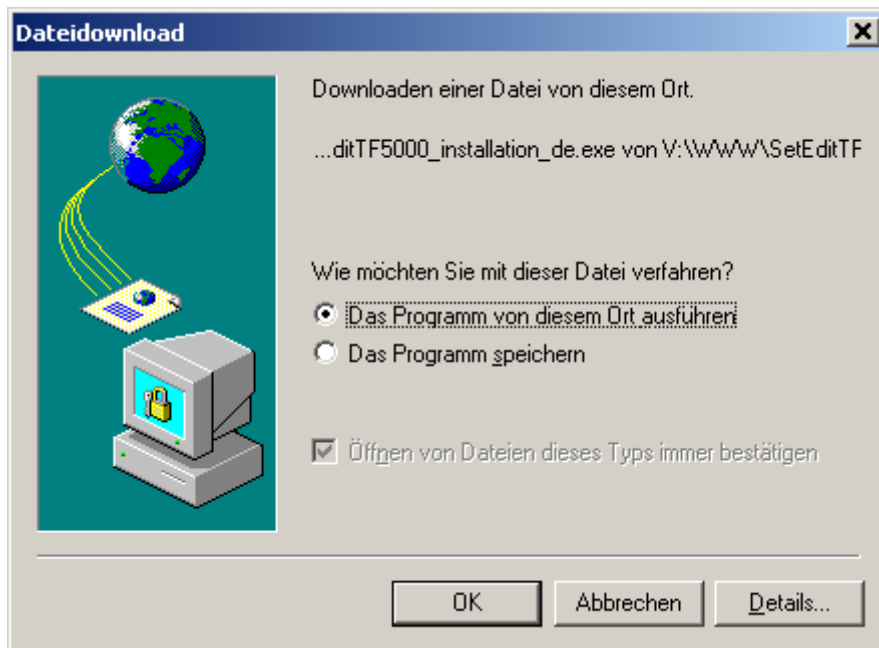 Dateidownload
Downloaden einer Datei von diesem Ort.
...ditTF5000_installation_de.exe von V:\WWW\SetEditTF
Wie möchten Sie mit dieser Datei verfahren?
Das Programm von diesem Ort ausführen
Das Programm speichern
Öffnen von Dateien dieses Typs immer bestätigen
OK Abbrechen Details...